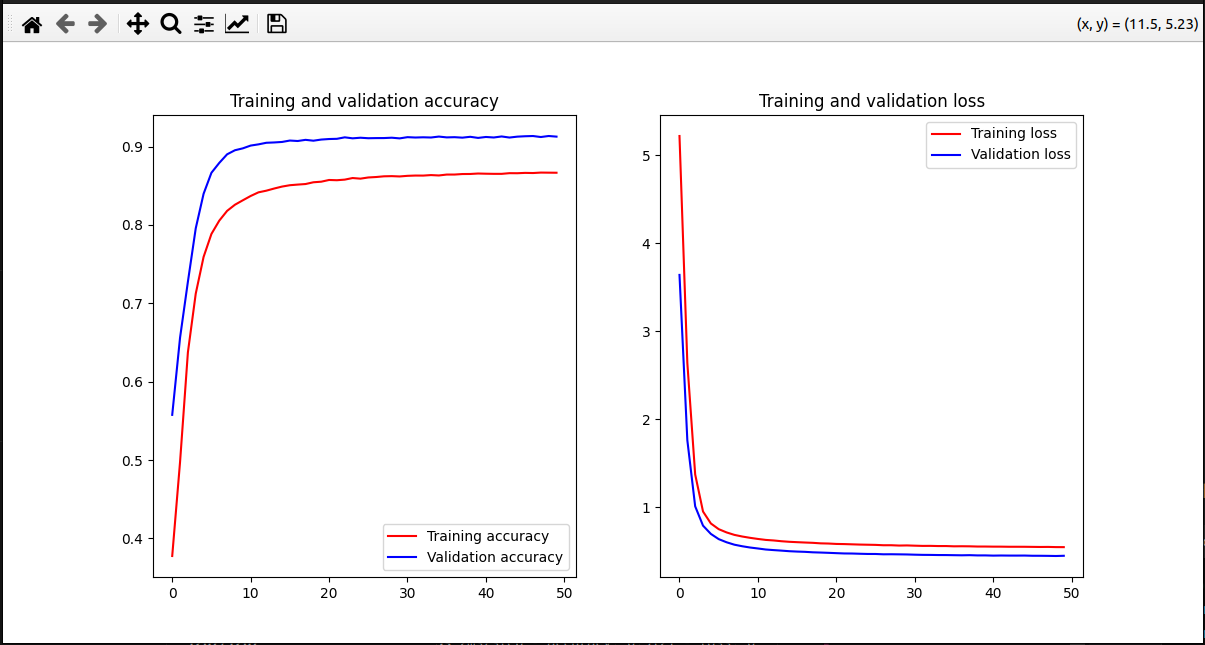 (x, y) = (11.5, 5.23)
Training and validation accuracy
0.9
0.8
0.7
0.6
0.5
0.4
0 10 20 30 40 50
Training accuracy
Validation accuracy
Training and validation loss
5
4
3
2
1
0 10 20 30 40 50
Training loss
Validation loss